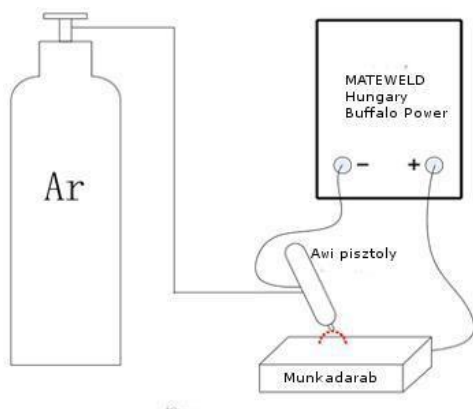 MATEWELD
Hungary
Buffalo Power
- +
Ar
Awi pisztoly
Munkadarab